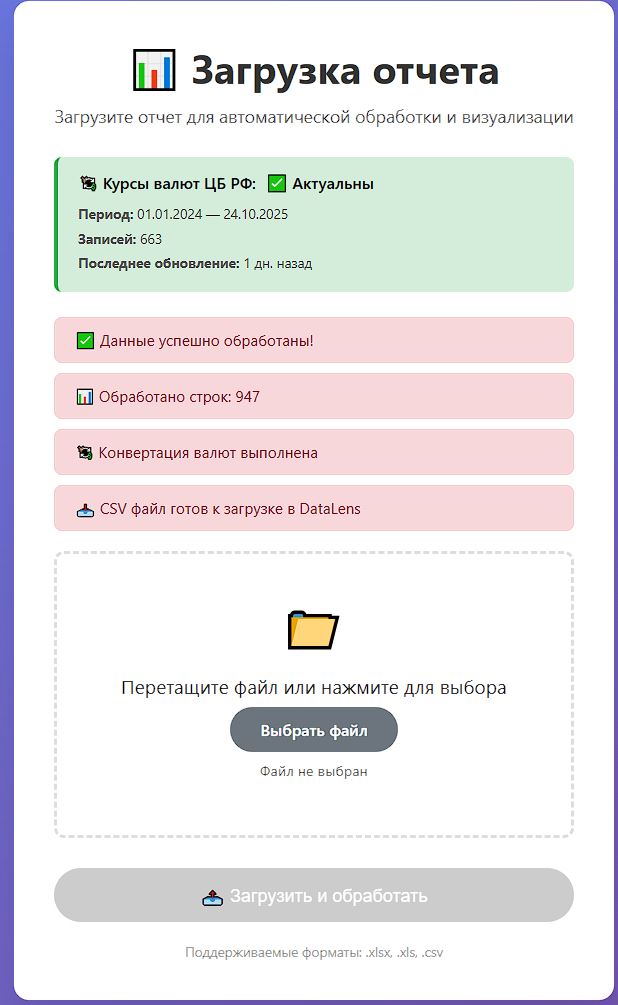 Загрузка отчета
Загрузите отчет для автоматической обработки и визуализации
Курсы валют ЦБ РФ: ✅ Актуальны
Период: 01.01.2024 — 24.10.2025
Записей: 663
Последнее обновление: 1 дн. назад
✅ Данные успешно обработаны!
Обработано строк: 947
Конвертация валют выполнена
CSV файл готов к загрузке в DataLens
Перетащите файл или нажмите для выбора
Выбрать файл
Файл не выбран
Загрузить и обработать
Поддерживаемые форматы: .xlsx, .xls, .csv